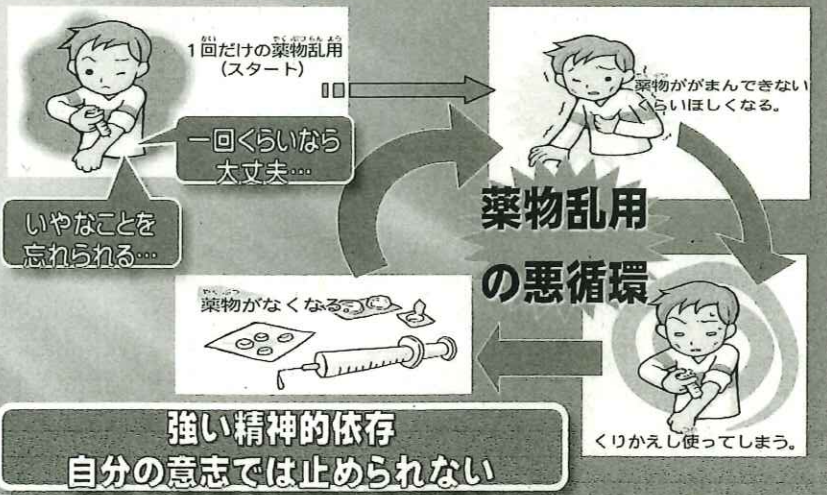 1回だけの薬物乱用
(スタート)
一回くらいなら
大丈夫…
いやなことを
忘れられる…
薬物ががまんできない
くらいほしくなる。
薬物乱用
の悪循環
くりかえし使ってしまう。
薬物がなくなる
強い精神的依存
自分の意志では止められない